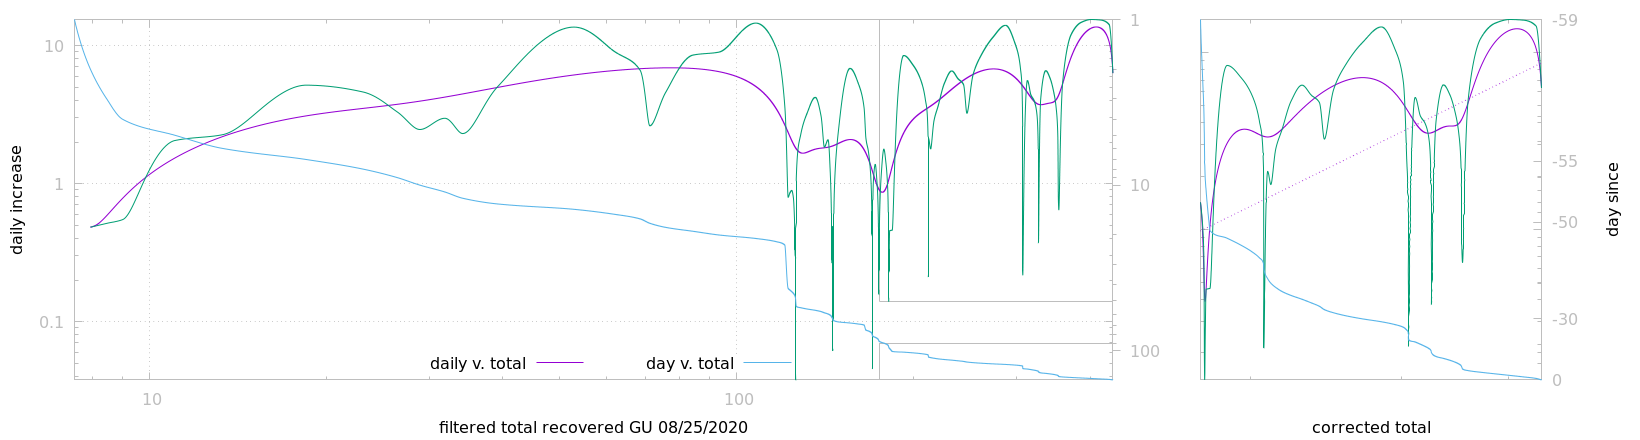 10
1
0.1
daily increase
10
100
filtered total recovered GU 08/25/2020
daily v. total
day v. total
1
10
100
-59
-55
-50
-30
0
day since
corrected total